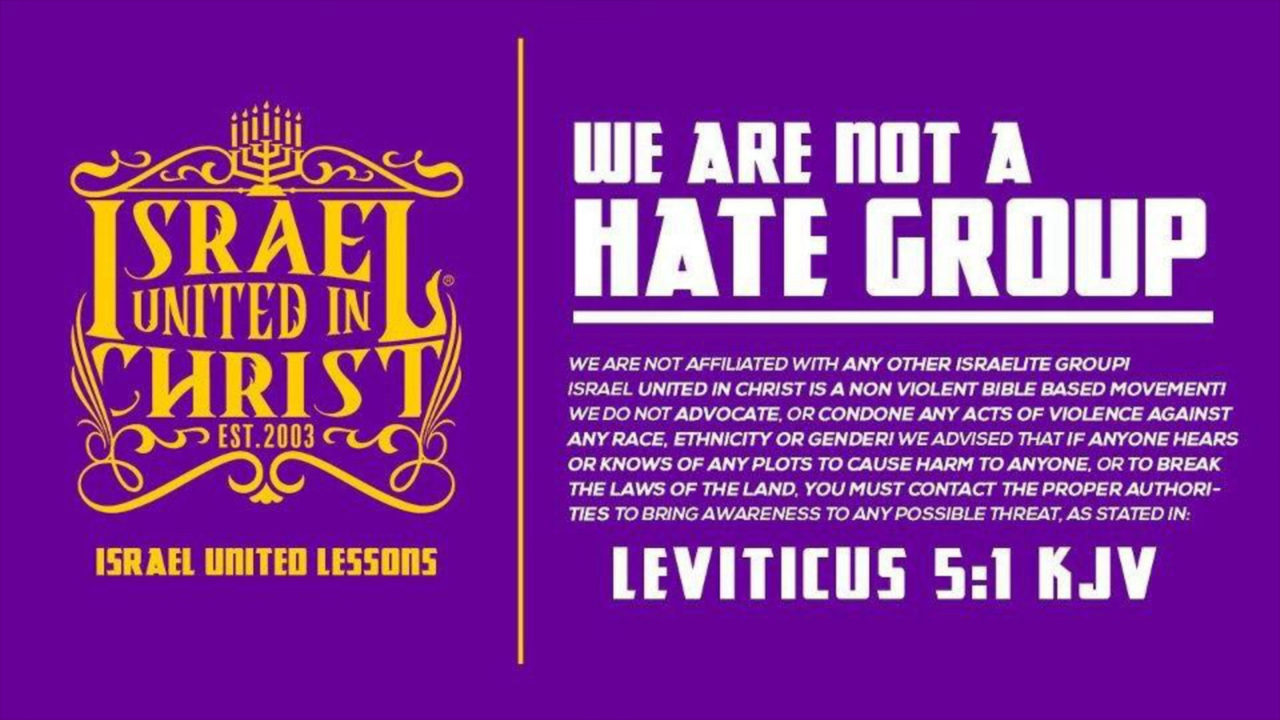 ISRAEL
UNITED IN
CHRIST
EST. 2003
ISRAEL UNITED LESSONS
WE ARE NOT A
HATE GROUP
WE ARE NOT AFFILIATED WITH ANY OTHER ISRAELITE GROUP!
ISRAEL UNITED IN CHRIST IS A NON VIOLENT BIBLE BASED MOVEMENT!
WE DO NOT ADVOCATE, OR CONDONE ANY ACTS OF VIOLENCE AGAINST
ANY RACE, ETHNICITY OR GENDER! WE ADVISED THAT IF ANYONE HEARS
OR KNOWS OF ANY PLOTS TO CAUSE HARM TO ANYONE, OR TO BREAK
THE LAWS OF THE LAND, YOU MUST CONTACT THE PROPER AUTHORI-
TIES TO BRING AWARENESS TO ANY POSSIBLE THREAT, AS STATED IN:
LEVITICUS 5:1 KJV